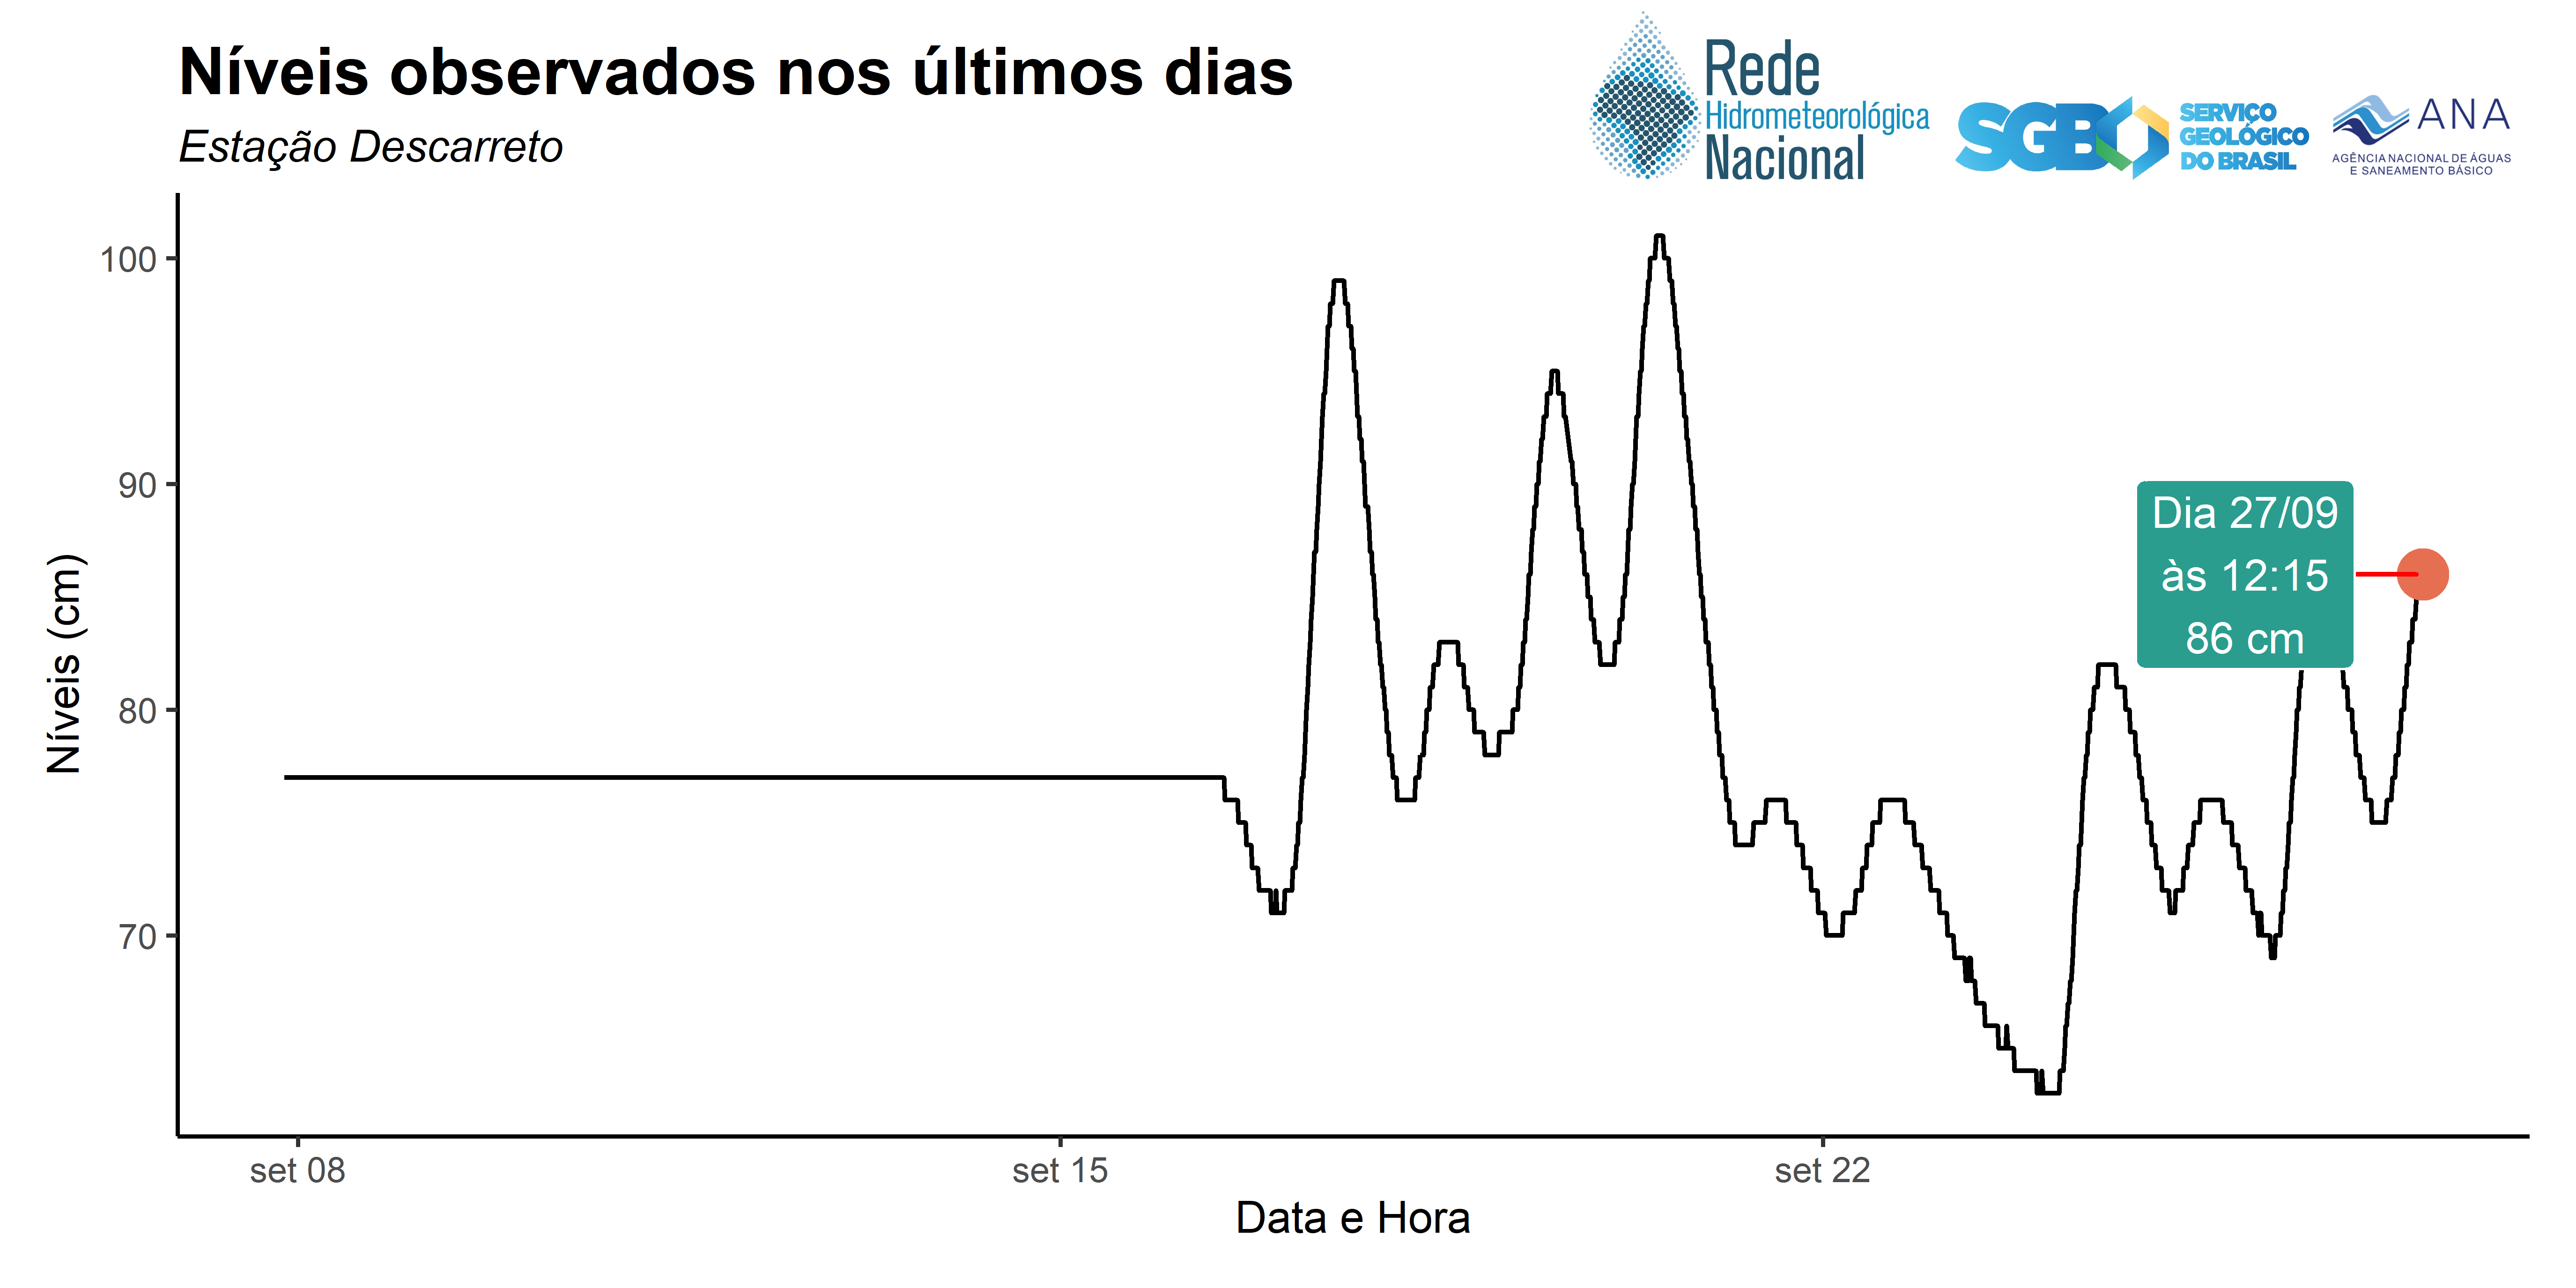 Níveis observados nos últimos dias
Estação Descarreto
Rede
Hidrometeorológica
Nacional
SGB
SERVIÇO
GEOLÓGICO
DO BRASIL
ANA
AGÊNCIA NACIONAL DE ÁGUAS
E SANEAMENTO BÁSICO
Níveis (cm)
100
90
80
70
Dia 27/09
às 12:15
86 cm
set 08
set 15
set 22
Data e Hora